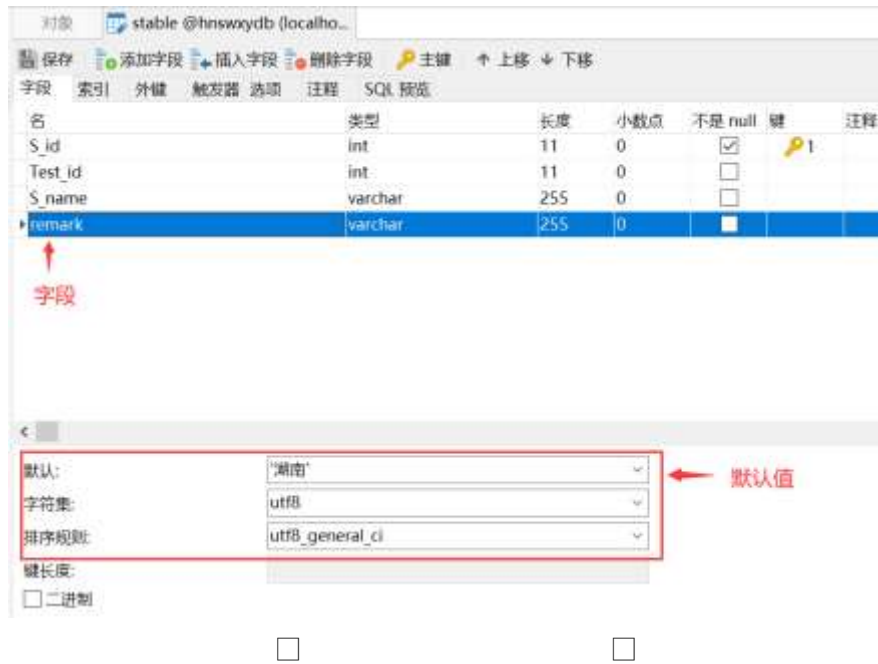 对象 stable @hnswxydb (localho...
保存 添加字段 插入字段 删除字段 主键 上移 下移
字段 索引 外键 触发器 选项 注释 SQL 预览
名 类型 长度 小数点 不是 null 键 注释
S_id int 11 0 1
Test_id int 11 0
S_name varchar 255 0
remark varchar 255 0
字段
默认: '湖南'
默认值
字符集: utf8
排序规则: utf8_general_ci
键长度:
二进制